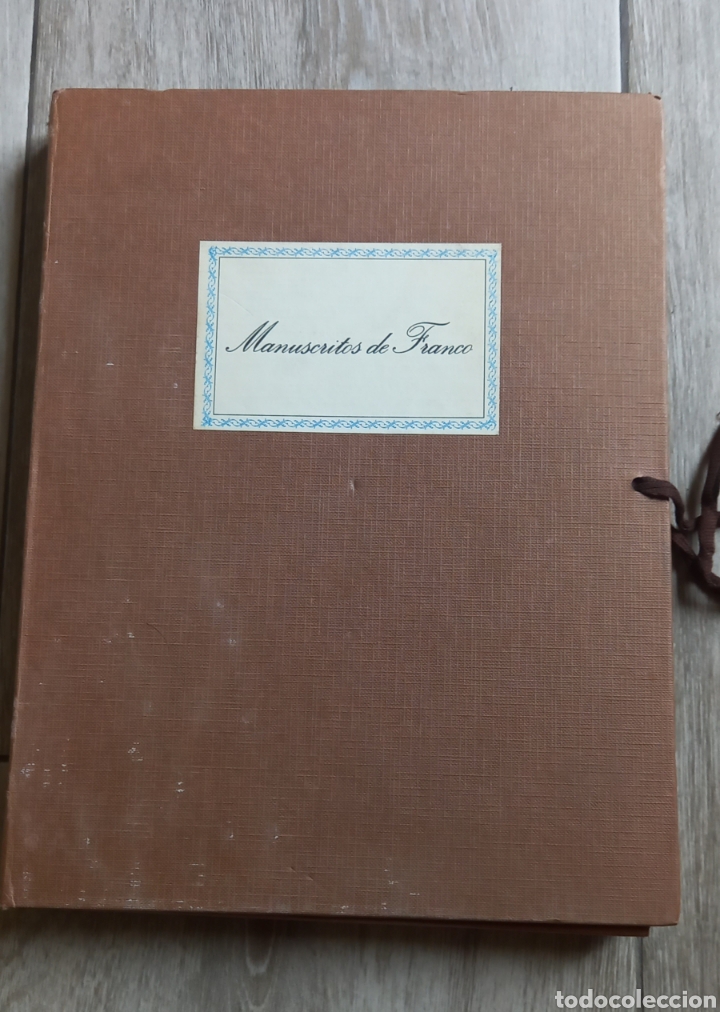 Manuscritos de Franco
todocoleccion